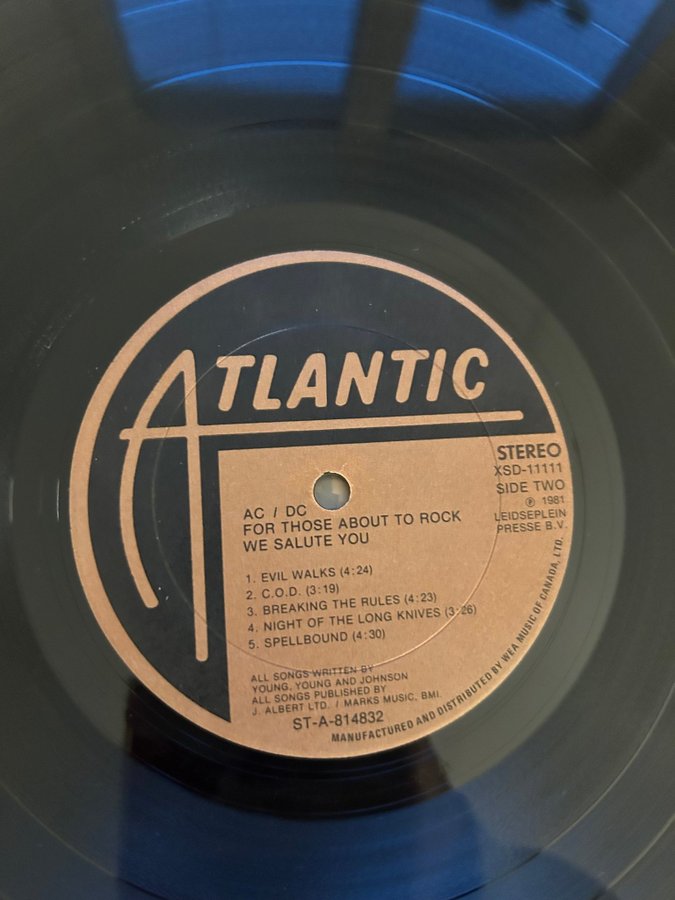 ATLANTIC
STEREO
XSD-11111
SIDE TWO
℗ 1981
LEIDSEPLEIN
PRESSE B.V.
AC / DC
FOR THOSE ABOUT TO ROCK
WE SALUTE YOU
1. EVIL WALKS (4:24)
2. C.O.D. (3:19)
3. BREAKING THE RULES (4:23)
4. NIGHT OF THE LONG KNIVES (3:26)
5. SPELLBOUND (4:30)
ALL SONGS WRITTEN BY
YOUNG, YOUNG AND JOHNSON
ALL SONGS PUBLISHED BY
J. ALBERT LTD. / MARKS MUSIC, BMI.
ST-A-814832
MANUFACTURED AND DISTRIBUTED BY WEA MUSIC OF CANADA, LTD.